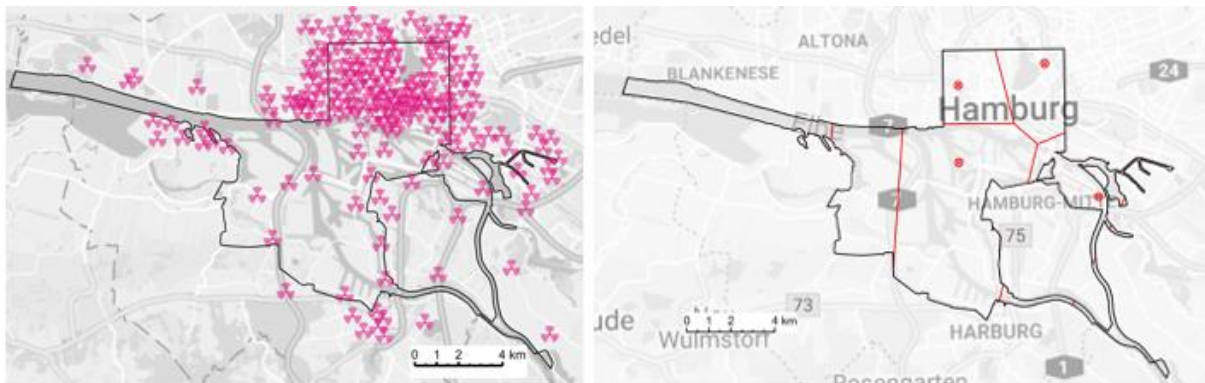 0 1 2 4 km
edel
ALTONA
BLANKENESE
24
Hamburg
7
7
HAMBURG-MITTE
75
73
0 1 2 4 km
ude
Wulmstorf
HARBURG
1
Rosengarten